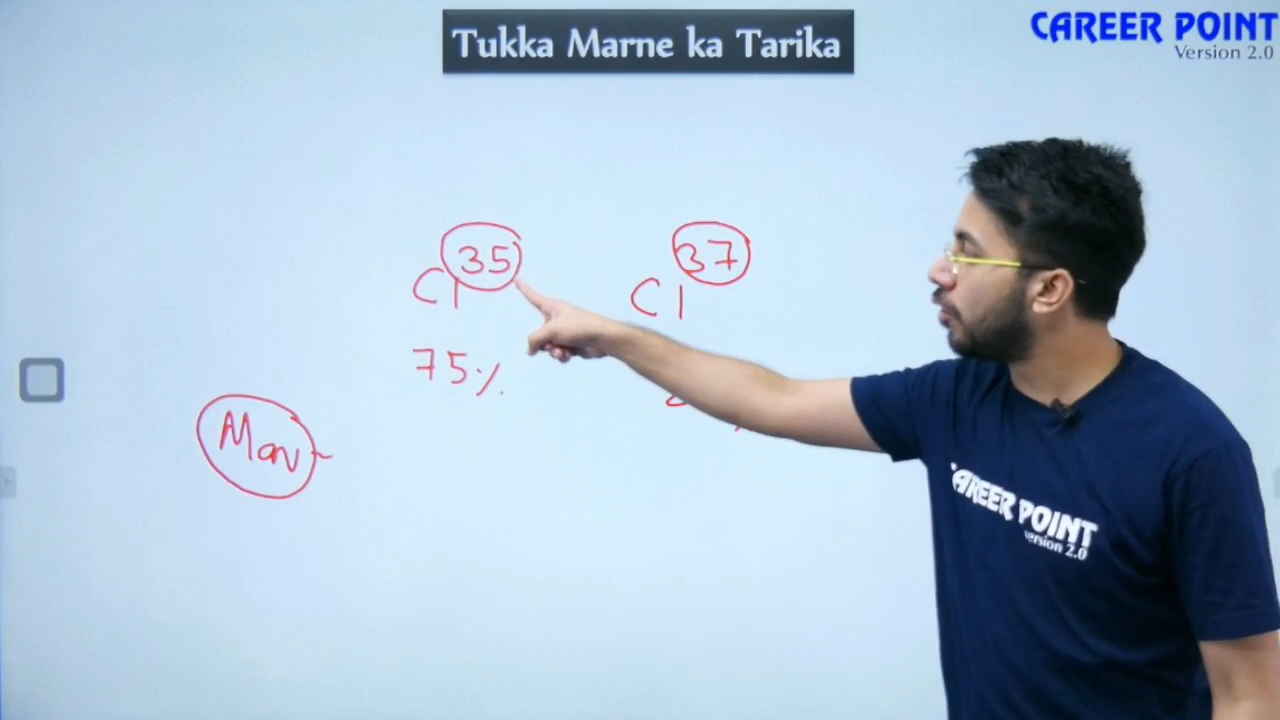 Tukka Marne ka Tarika
CAREER POINT
Version 2.0
Cl 35
Cl 37
75%
CAREER POINT
version 2.0